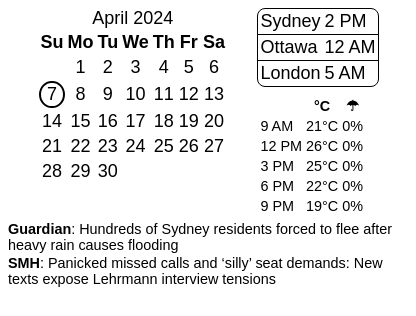 April 2024
Su Mo Tu We Th Fr Sa
1 2 3 4 5 6
7 8 9 10 11 12 13
14 15 16 17 18 19 20
21 22 23 24 25 26 27
28 29 30
Sydney 2 PM
Ottawa 12 AM
London 5 AM
°C ☂
9 AM 21°C 0%
12 PM 26°C 0%
3 PM 25°C 0%
6 PM 22°C 0%
9 PM 19°C 0%
Guardian: Hundreds of Sydney residents forced to flee after
heavy rain causes flooding
SMH: Panicked missed calls and ‘silly’ seat demands: New
texts expose Lehrmann interview tensions